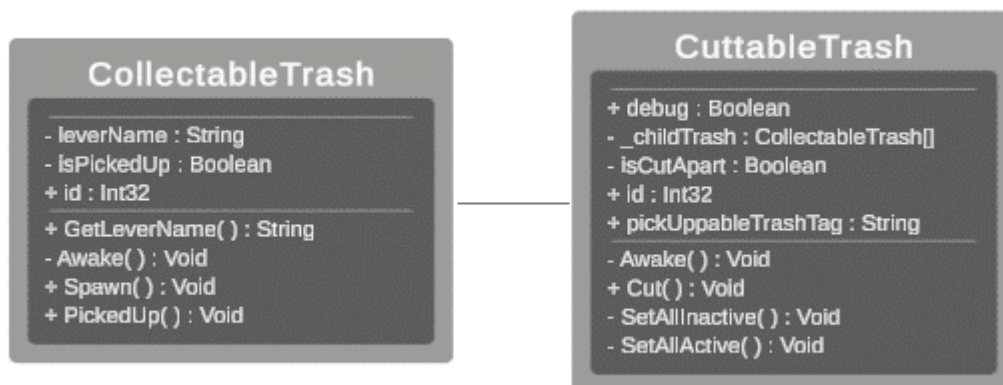 CollectableTrash
- leverName : String
- isPickedUp : Boolean
+ id : Int32
+ GetLeverName( ) : String
- Awake( ) : Void
+ Spawn( ) : Void
+ PickedUp( ) : Void
CuttableTrash
+ debug : Boolean
- _childTrash : CollectableTrash[]
- isCutApart : Boolean
+ id : Int32
+ pickUppableTrashTag : String
- Awake( ) : Void
+ Cut( ) : Void
- SetAllInactive( ) : Void
- SetAllActive( ) : Void